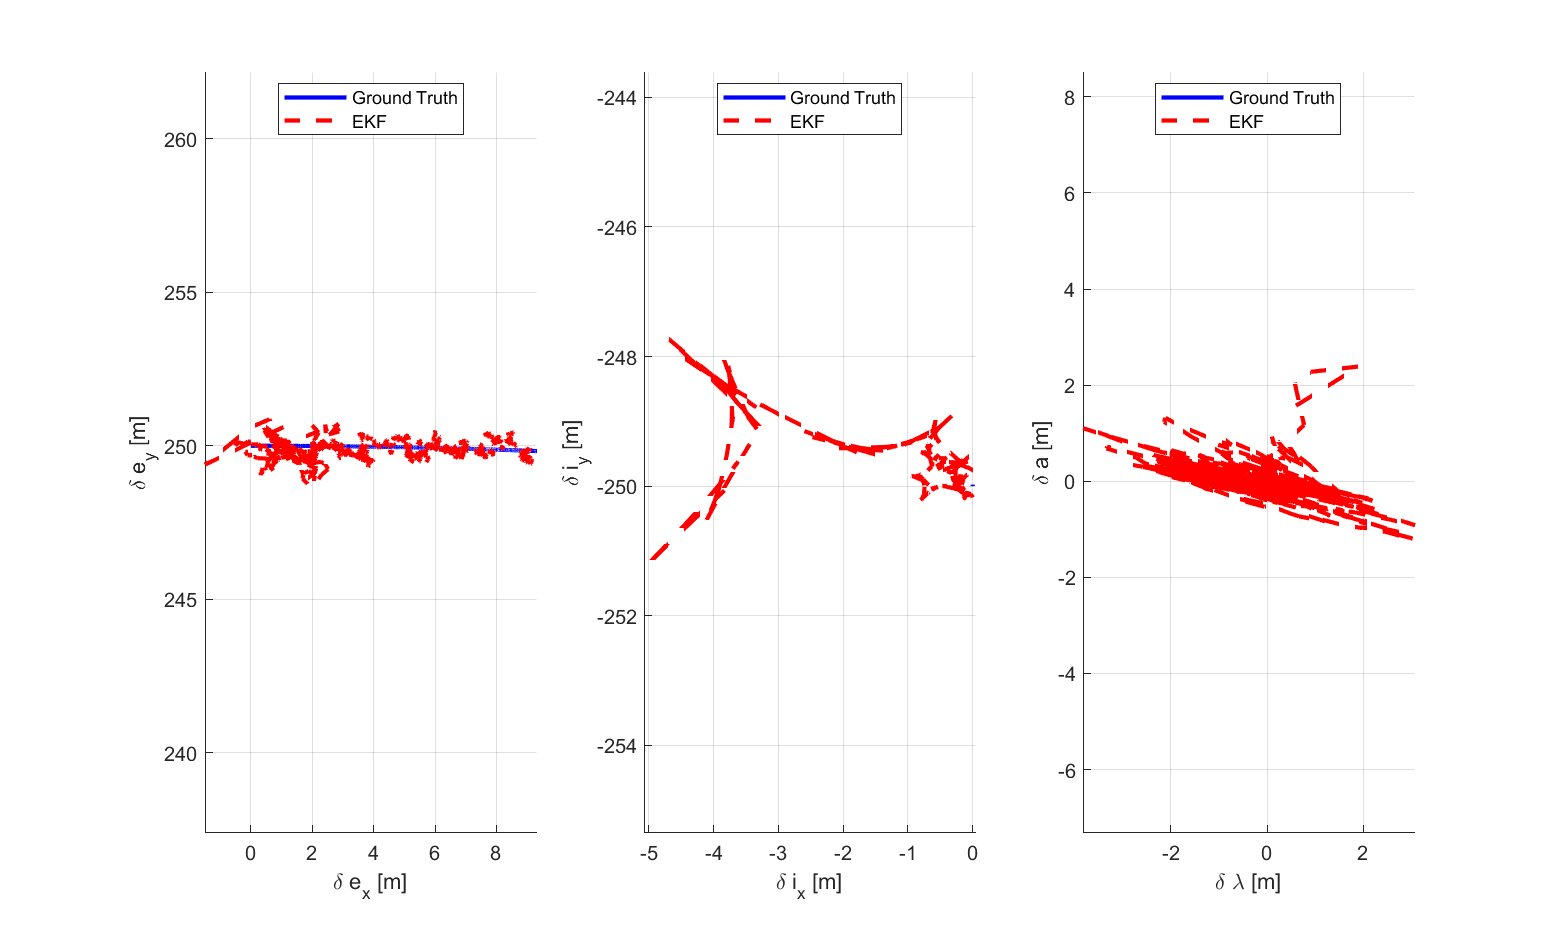 Ground Truth
EKF
260
255
250
245
240
δ e_y [m]
0 2 4 6 8
δ e_x [m]
Ground Truth
EKF
-244
-246
-248
-250
-252
-254
δ i_y [m]
-5 -4 -3 -2 -1 0
δ i_x [m]
Ground Truth
EKF
8
6
4
2
0
-2
-4
-6
δ a [m]
-2 0 2
δ λ [m]